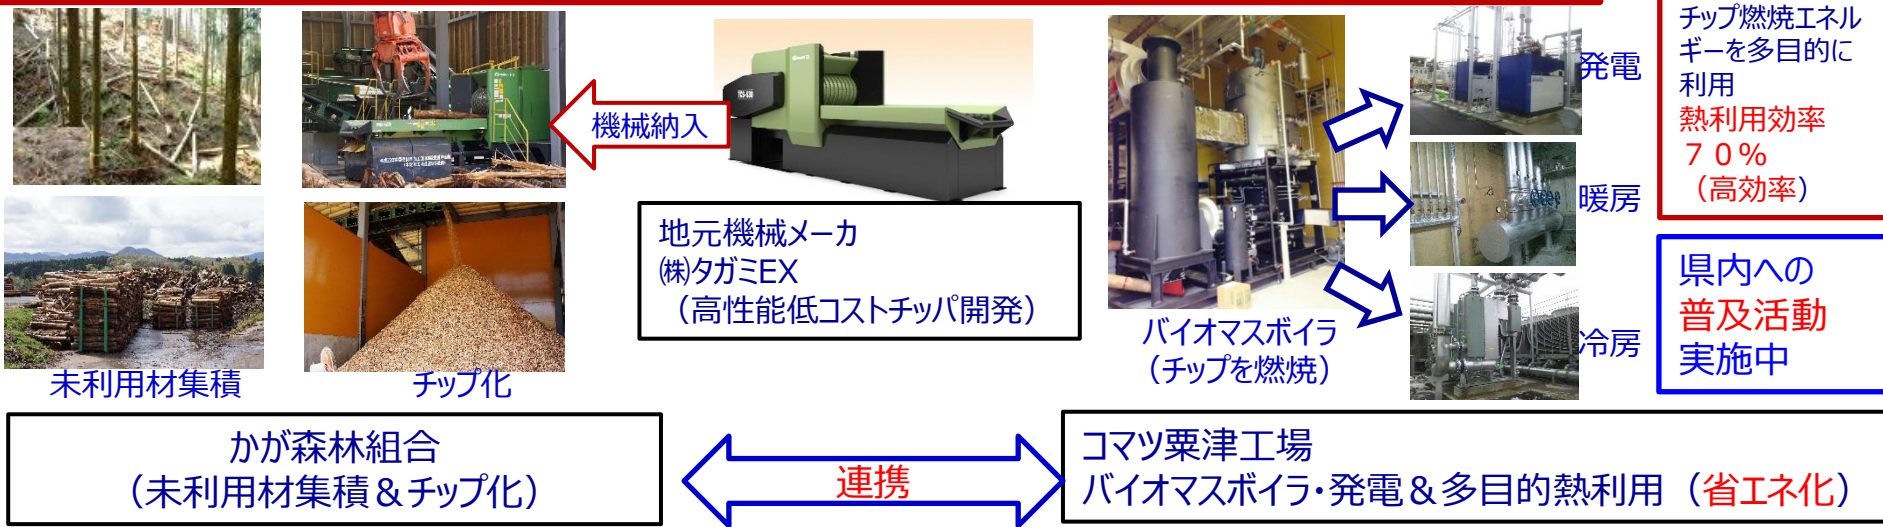 チップ燃焼エネル
ギーを多目的に
利用
熱利用効率
７０％
（高効率）
発電
機械納入
暖房
地元機械メーカ
㈱タガミEX
（高性能低コストチッパ開発）
県内への
普及活動
実施中
冷房
バイオマスボイラ
（チップを燃焼）
未利用材集積
チップ化
かが森林組合
（未利用材集積＆チップ化）
連携
コマツ粟津工場
バイオマスボイラ・発電＆多目的熱利用（省エネ化）